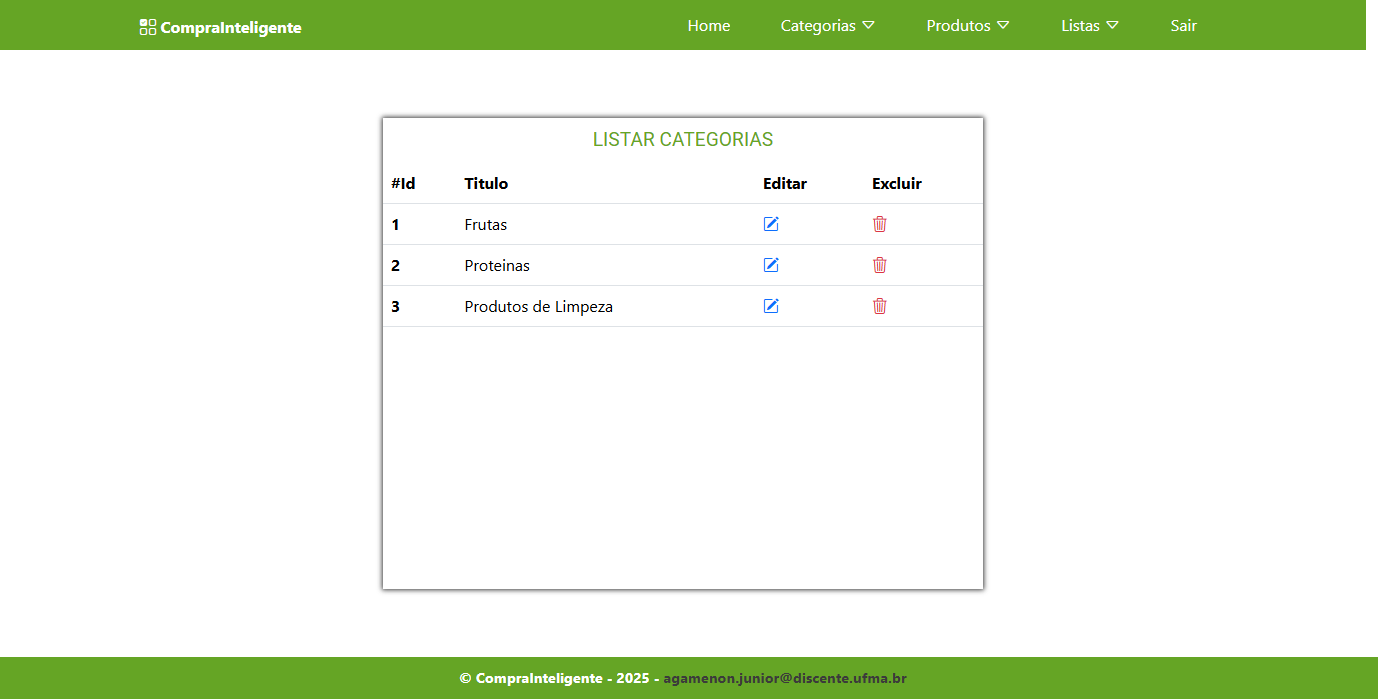 CompraInteligente Home Categorias Produtos Listas Sair
LISTAR CATEGORIAS
#Id Titulo Editar Excluir
1 Frutas
2 Proteinas
3 Produtos de Limpeza
© CompraInteligente - 2025 - agamenon.junior@discente.ufma.br